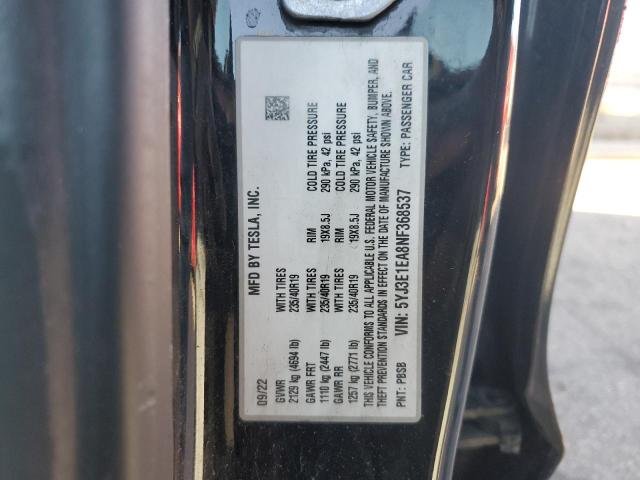 MFD BY TESLA, INC.
09/22
GVWR WITH TIRES RIM COLD TIRE PRESSURE
2129 kg (4694 lb) 235/40R19 19X8.5J 290 kPa, 42 psi
GAWR FRT WITH TIRES RIM COLD TIRE PRESSURE
1110 kg (2447 lb) 235/40R19 19X8.5J 290 kPa, 42 psi
GAWR RR
1257 kg (2771 lb) 235/40R19
THIS VEHICLE CONFORMS TO ALL APPLICABLE U.S. FEDERAL MOTOR VEHICLE SAFETY, BUMPER, AND
THEFT PREVENTION STANDARDS IN EFFECT ON THE DATE OF MANUFACTURE SHOWN ABOVE.
VIN: 5YJ3E1EA8NF368537 TYPE: PASSENGER CAR
PNT: PBSB